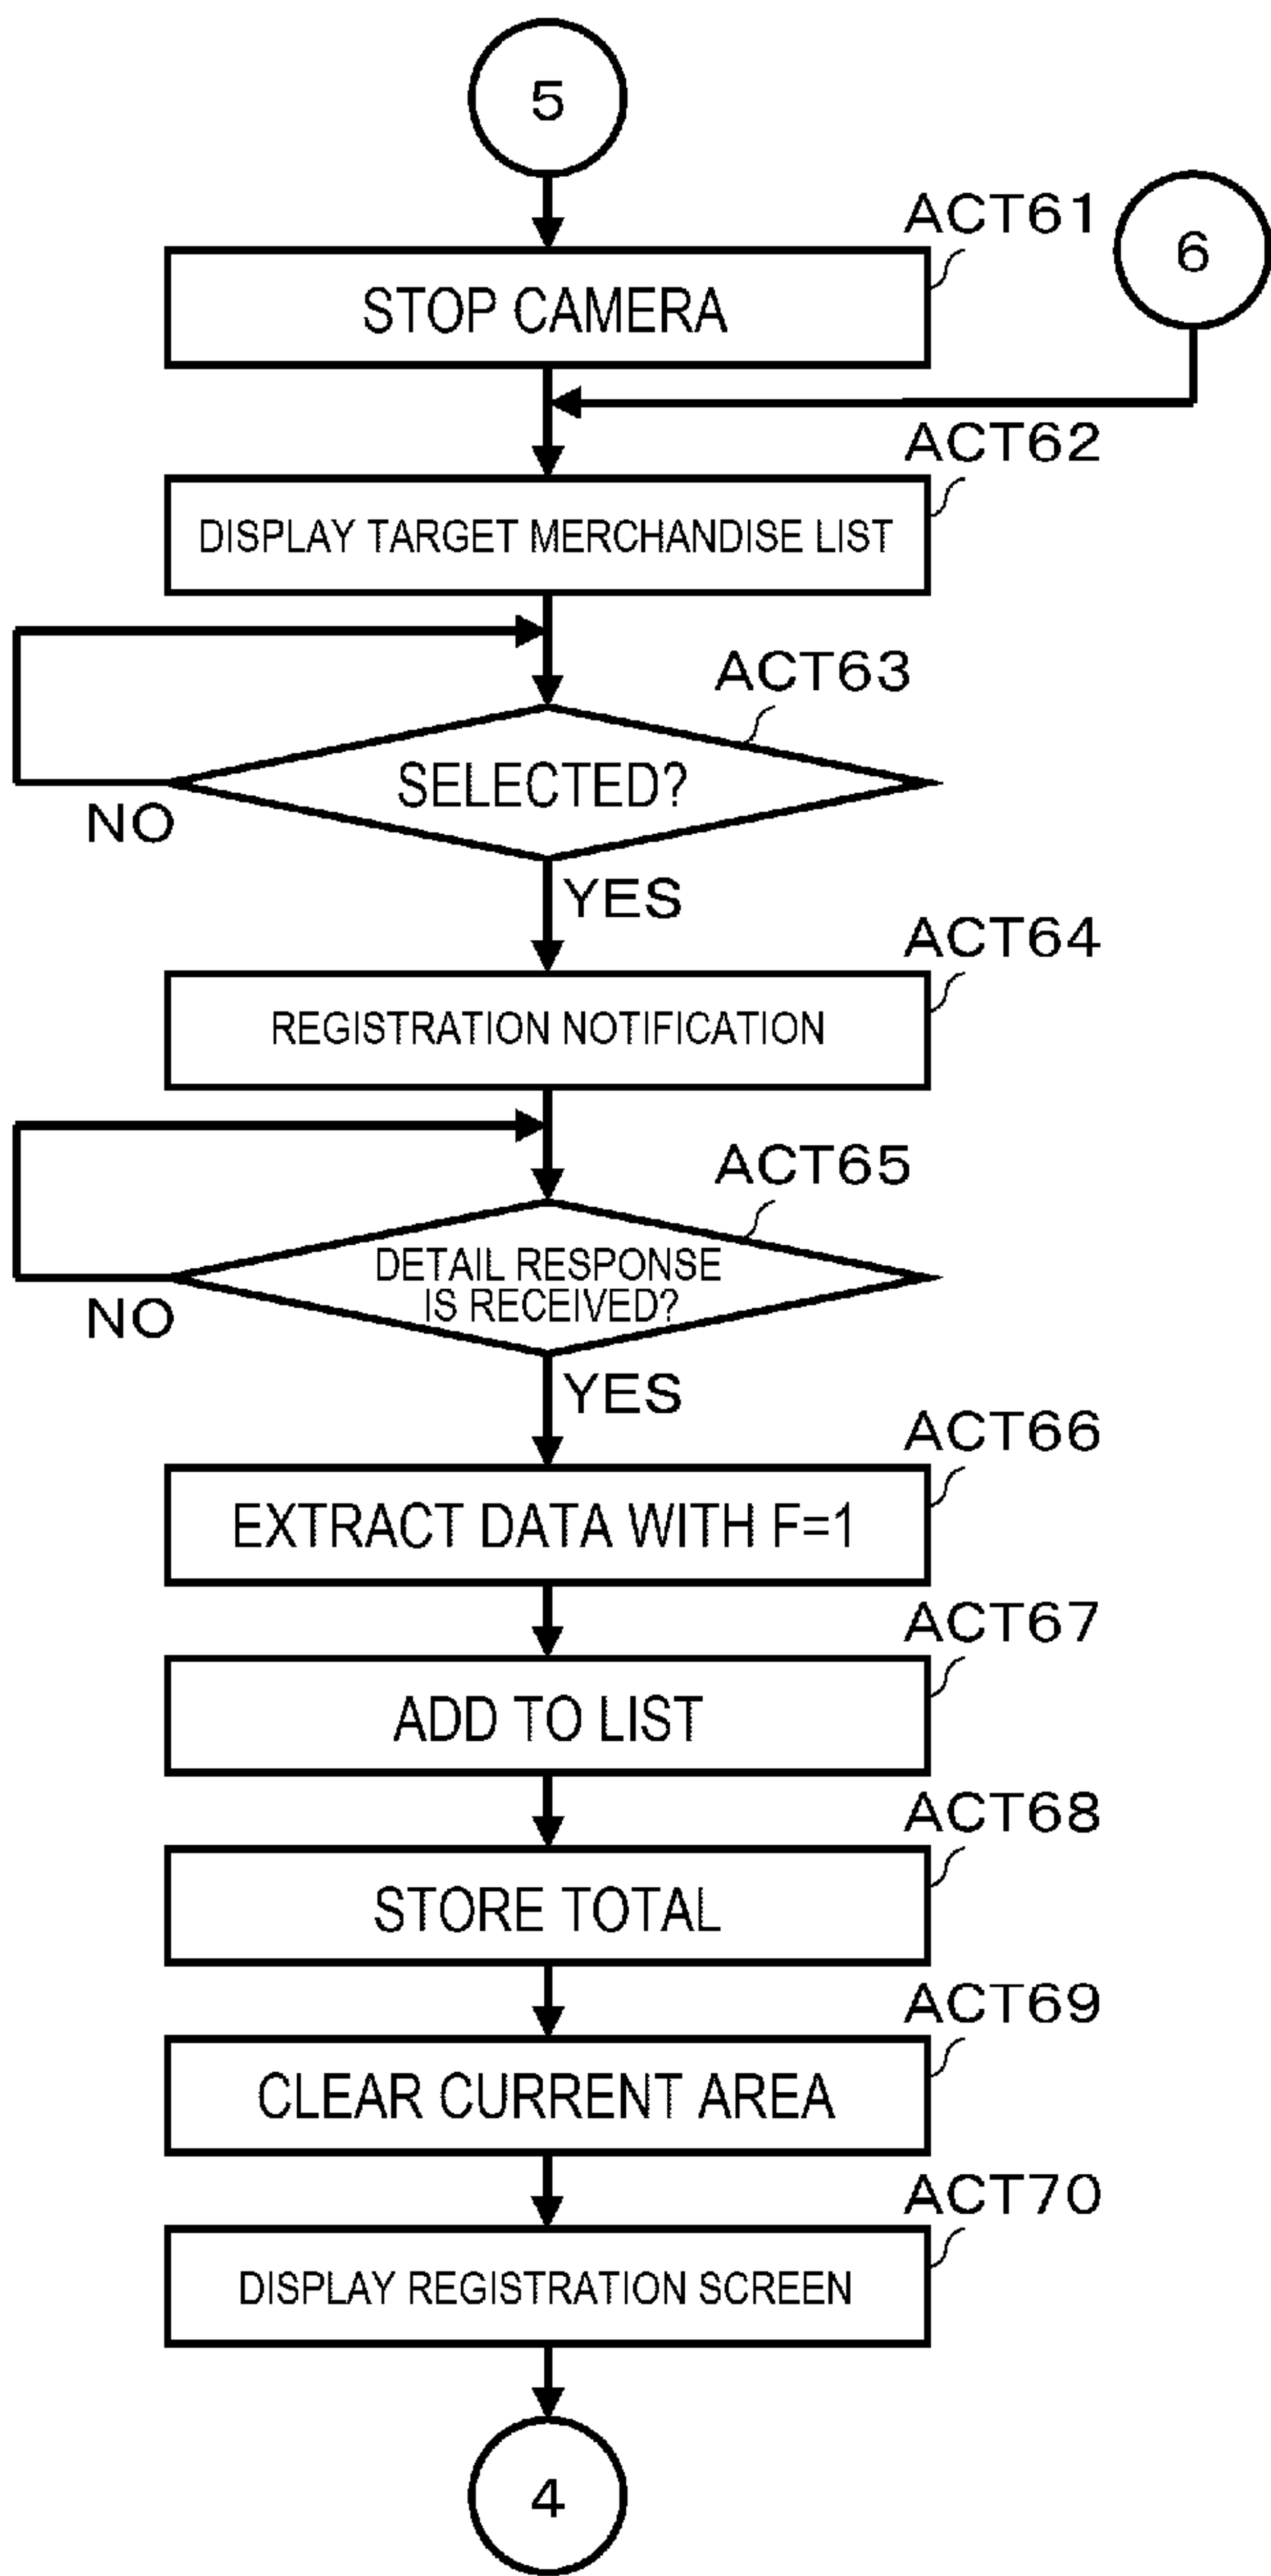 5
ACT61
6
STOP CAMERA
ACT62
DISPLAY TARGET MERCHANDISE LIST
ACT63
SELECTED?
NO
YES
ACT64
REGISTRATION NOTIFICATION
ACT65
DETAIL RESPONSE
IS RECEIVED?
NO
YES
ACT66
EXTRACT DATA WITH F=1
ACT67
ADD TO LIST
ACT68
STORE TOTAL
ACT69
CLEAR CURRENT AREA
ACT70
DISPLAY REGISTRATION SCREEN
4